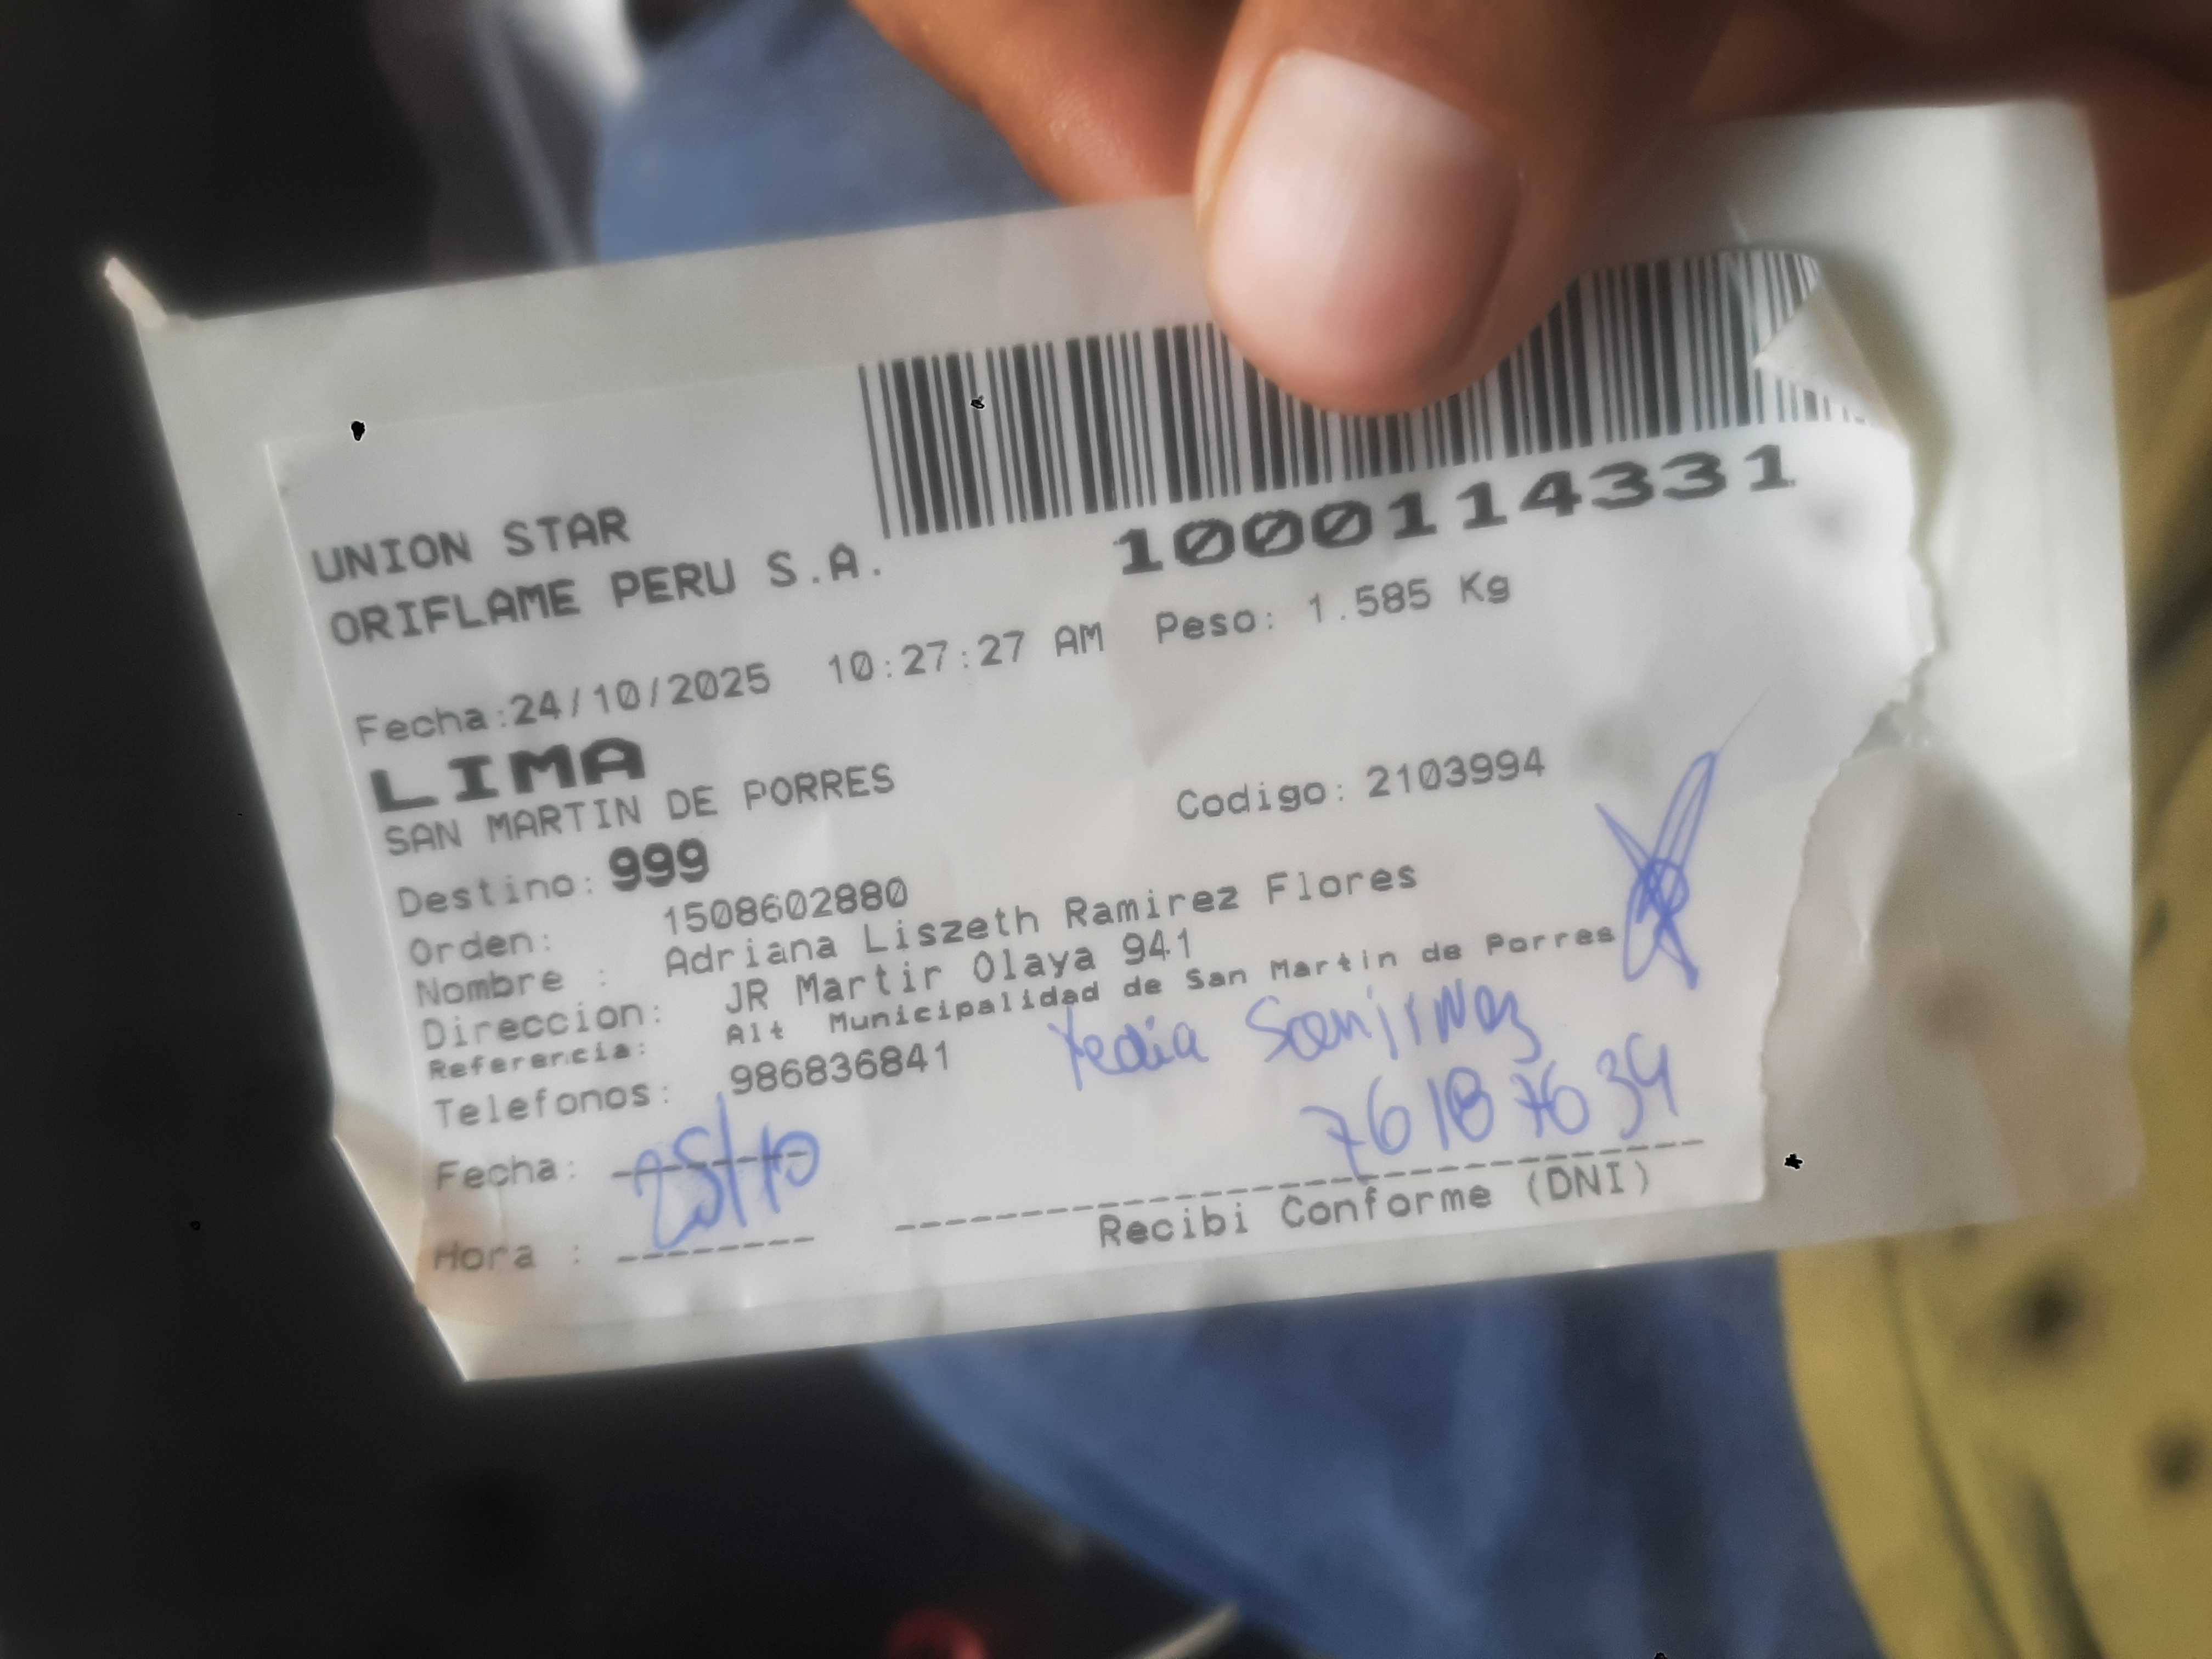 UNION STAR
ORIFLAME PERU S.A.
1000114331
Fecha:24/10/2025 10:27:27 AM Peso: 1.585 Kg
LIMA
SAN MARTIN DE PORRES
Codigo: 2103994
Destino: 999
Orden: 1508602880
Nombre : Adriana Liszeth Ramirez Flores
Direccion: JR Martir Olaya 941
Referencia: Alt Municipalidad de San Martin de Porres
Telefonos: 986836841
Fecha: 25/10
Hora :
Recibi Conforme (DNI)